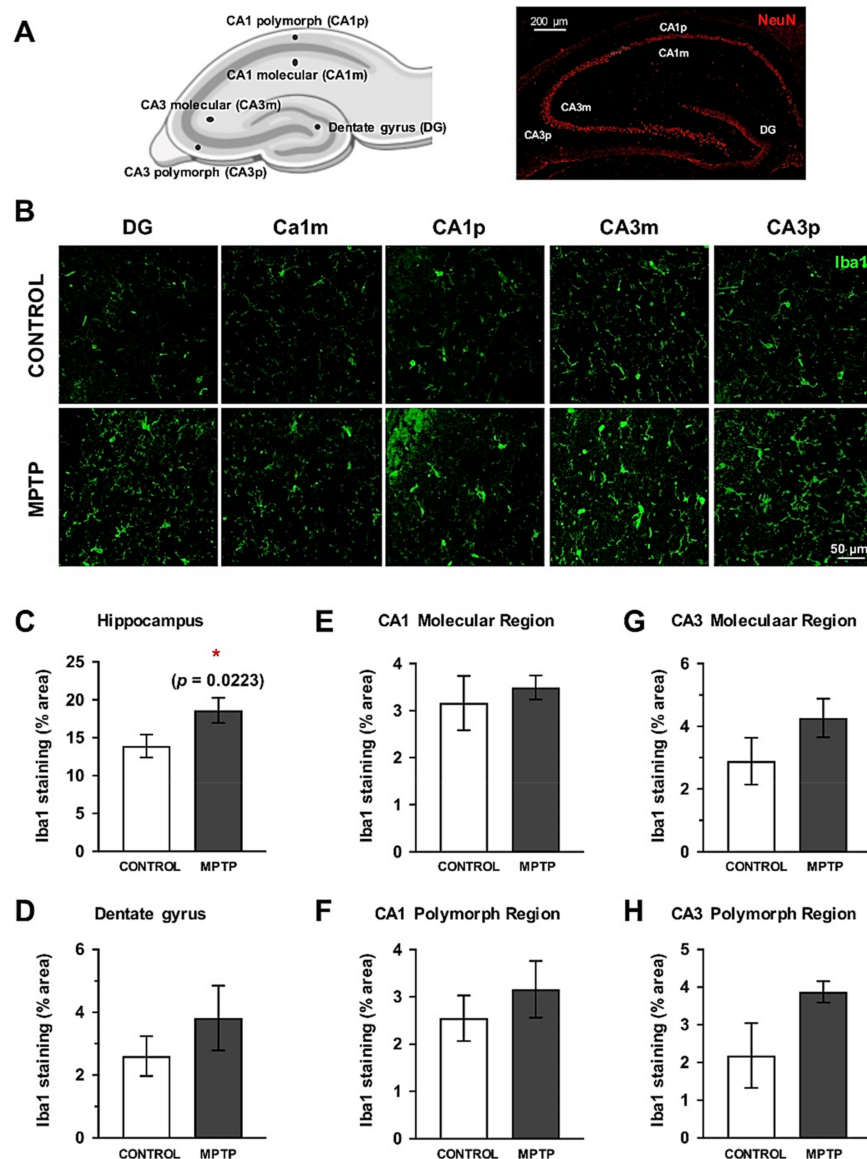 A
CA1 polymorph (CA1p)
CA1 molecular (CA1m)
CA3 molecular (CA3m)
Dentate gyrus (DG)
CA3 polymorph (CA3p)
200 µm
NeuN
CA1p
CA1m
CA3m
CA3p
DG
B
DG
Ca1m
CA1p
CA3m
CA3p
CONTROL
Iba1
MPTP
50 µm
C
Hippocampus
Iba1 staining (% area)
25
20
15
10
5
0
*
(p = 0.0223)
CONTROL
MPTP
E
CA1 Molecular Region
Iba1 staining (% area)
4
3
2
1
0
CONTROL
MPTP
G
CA3 Moleculaar Region
Iba1 staining (% area)
6
4
2
0
CONTROL
MPTP
D
Dentate gyrus
Iba1 staining (% area)
6
4
2
0
CONTROL
MPTP
F
CA1 Polymorph Region
Iba1 staining (% area)
4
3
2
1
0
CONTROL
MPTP
H
CA3 Polymorph Region
Iba1 staining (% area)
5
4
3
2
1
0
CONTROL
MPTP